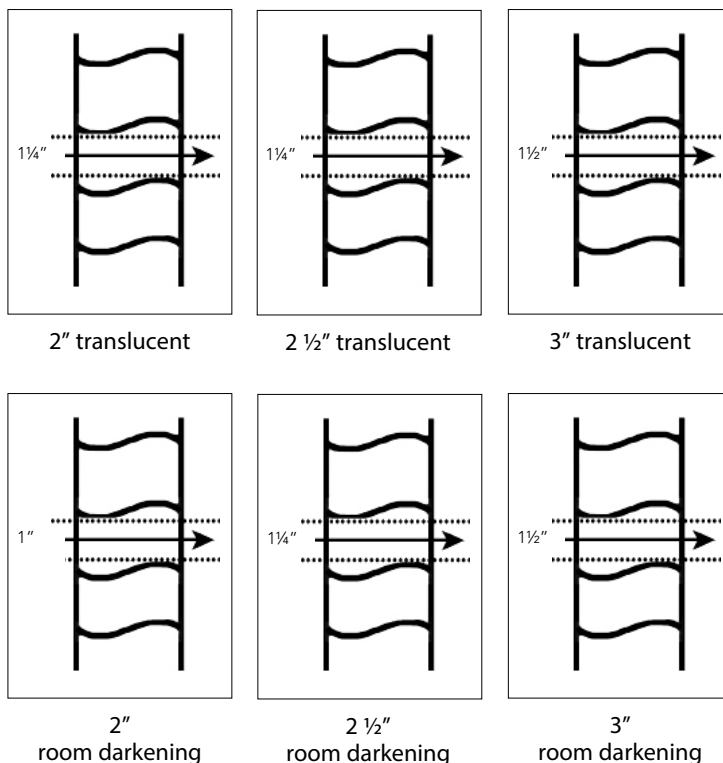 1¼”
1¼”
1½”
2” translucent
2 ½” translucent
3” translucent
1”
1¼”
1½”
2”
room darkening
2 ½”
room darkening
3”
room darkening